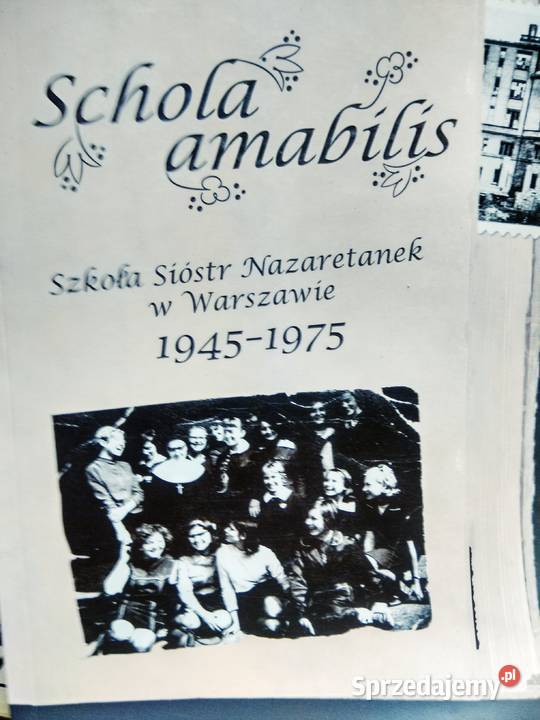 Schola
amabilis
Szkoła Sióstr Nazaretanek
w Warszawie
1945-1975
Sprzedajemy.pl